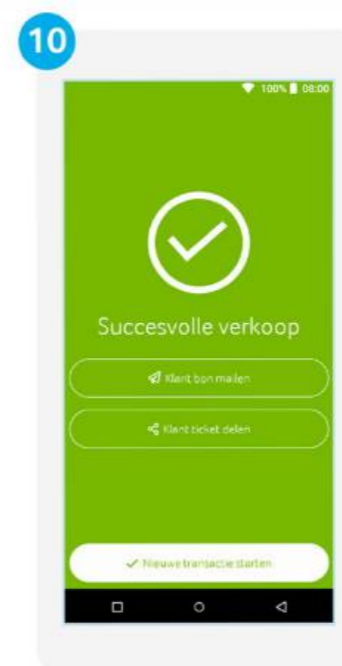 10
100% 08:00
Succesvolle verkoop
Klant bon mailen
Klant ticket delen
Nieuwe transactie starten